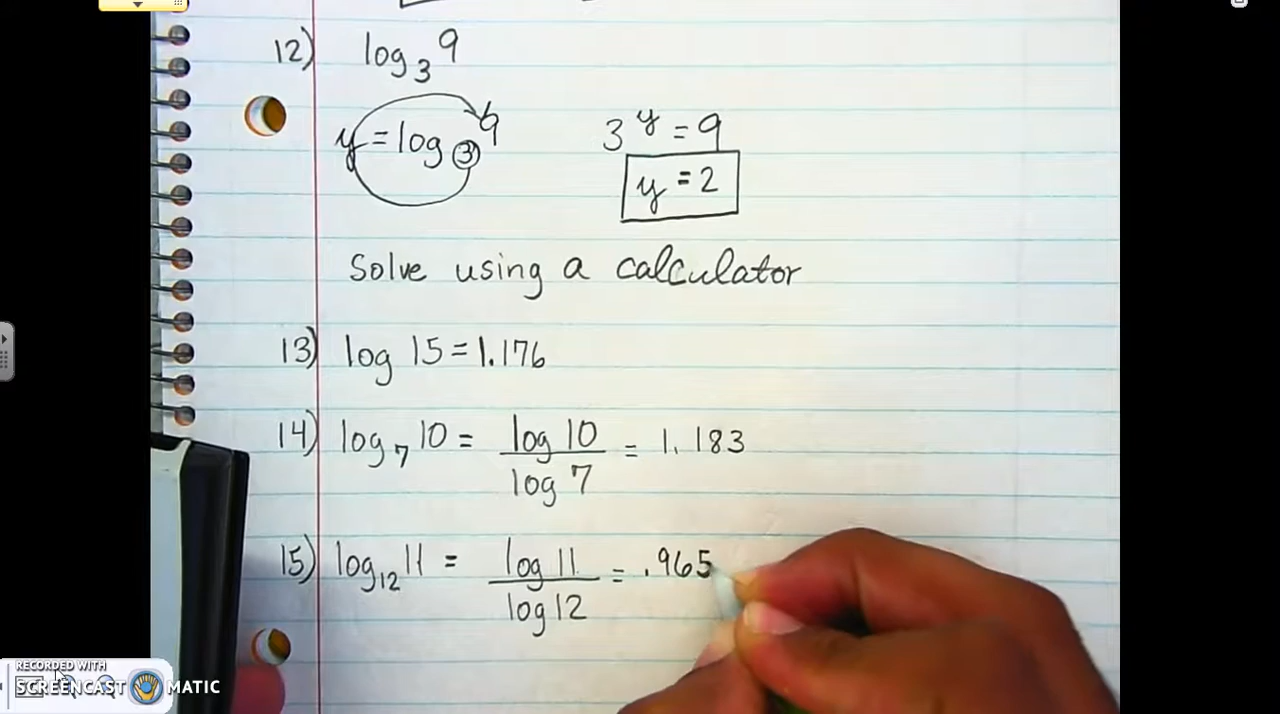 12) log₃ 9
y = log₃ 9 3^y = 9
y = 2
Solve using a calculator
13) log 15 = 1.176
14) log₇ 10 = log 10 / log 7 = 1.183
15) log₁₂ 11 = log 11 / log 12 = .965
RECORDED WITH
SCREENCAST MATIC